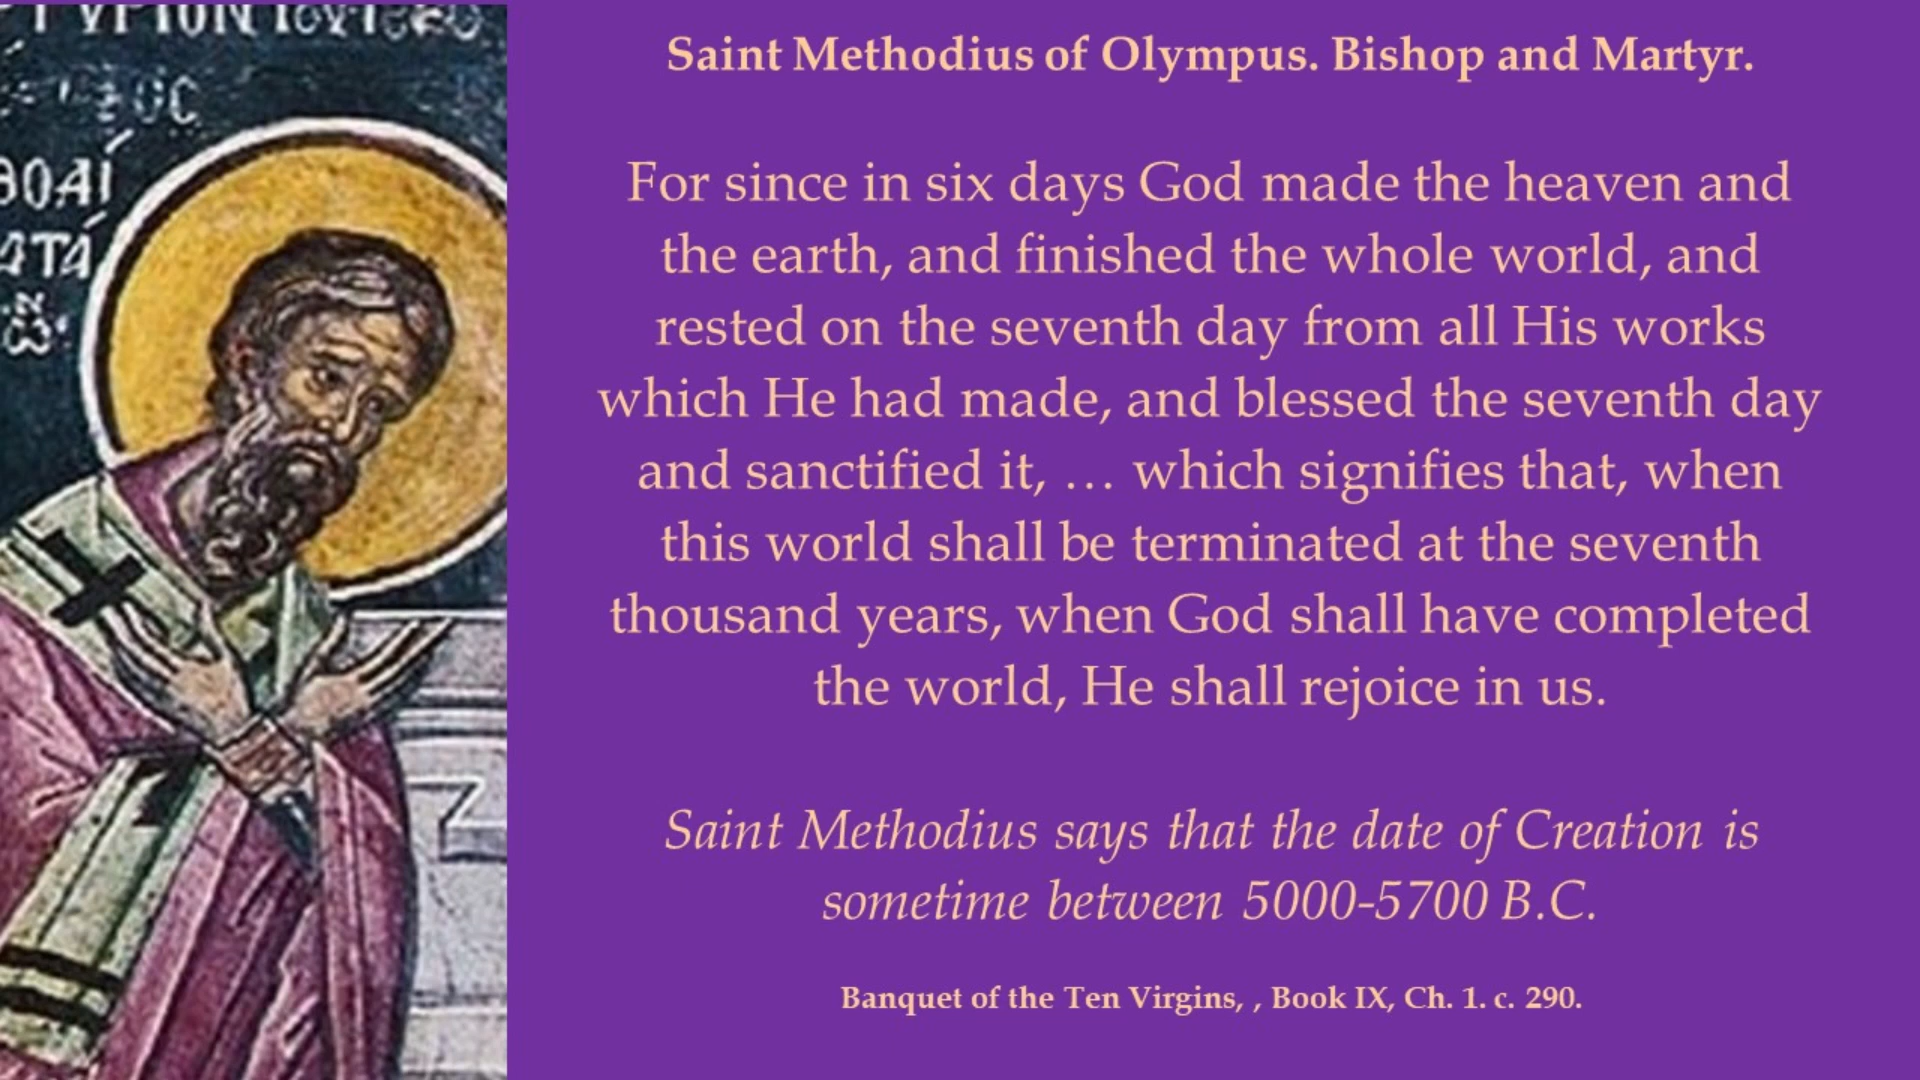 ΘΟΛΙ
ΑΤΑ
Saint Methodius of Olympus. Bishop and Martyr.
For since in six days God made the heaven and
the earth, and finished the whole world, and
rested on the seventh day from all His works
which He had made, and blessed the seventh day
and sanctified it, … which signifies that, when
this world shall be terminated at the seventh
thousand years, when God shall have completed
the world, He shall rejoice in us.
Saint Methodius says that the date of Creation is
sometime between 5000-5700 B.C.
Banquet of the Ten Virgins, , Book IX, Ch. 1. c. 290.